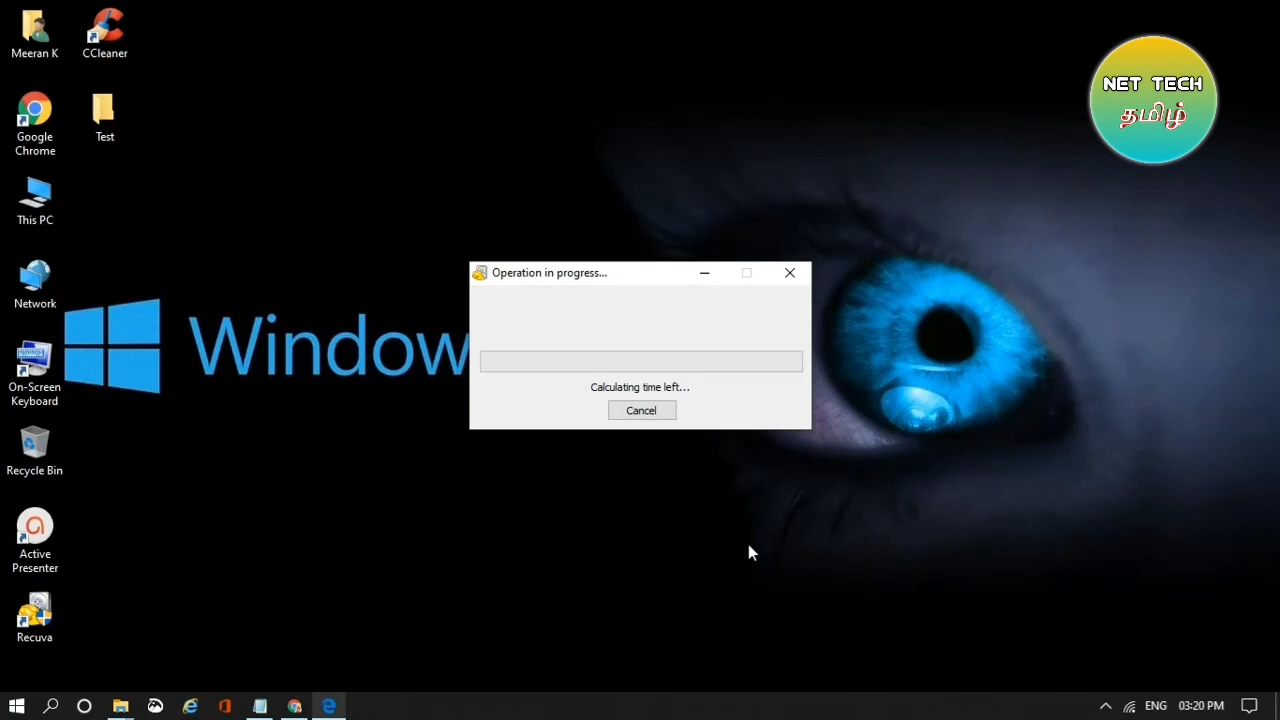 Meeran K
CCleaner
Google
Chrome
Test
This PC
Network
On-Screen
Keyboard
Recycle Bin
Active
Presenter
Recuva
Window
Operation in progress...
Calculating time left...
Cancel
NET TECH
தமிழ்
ENG 03:20 PM